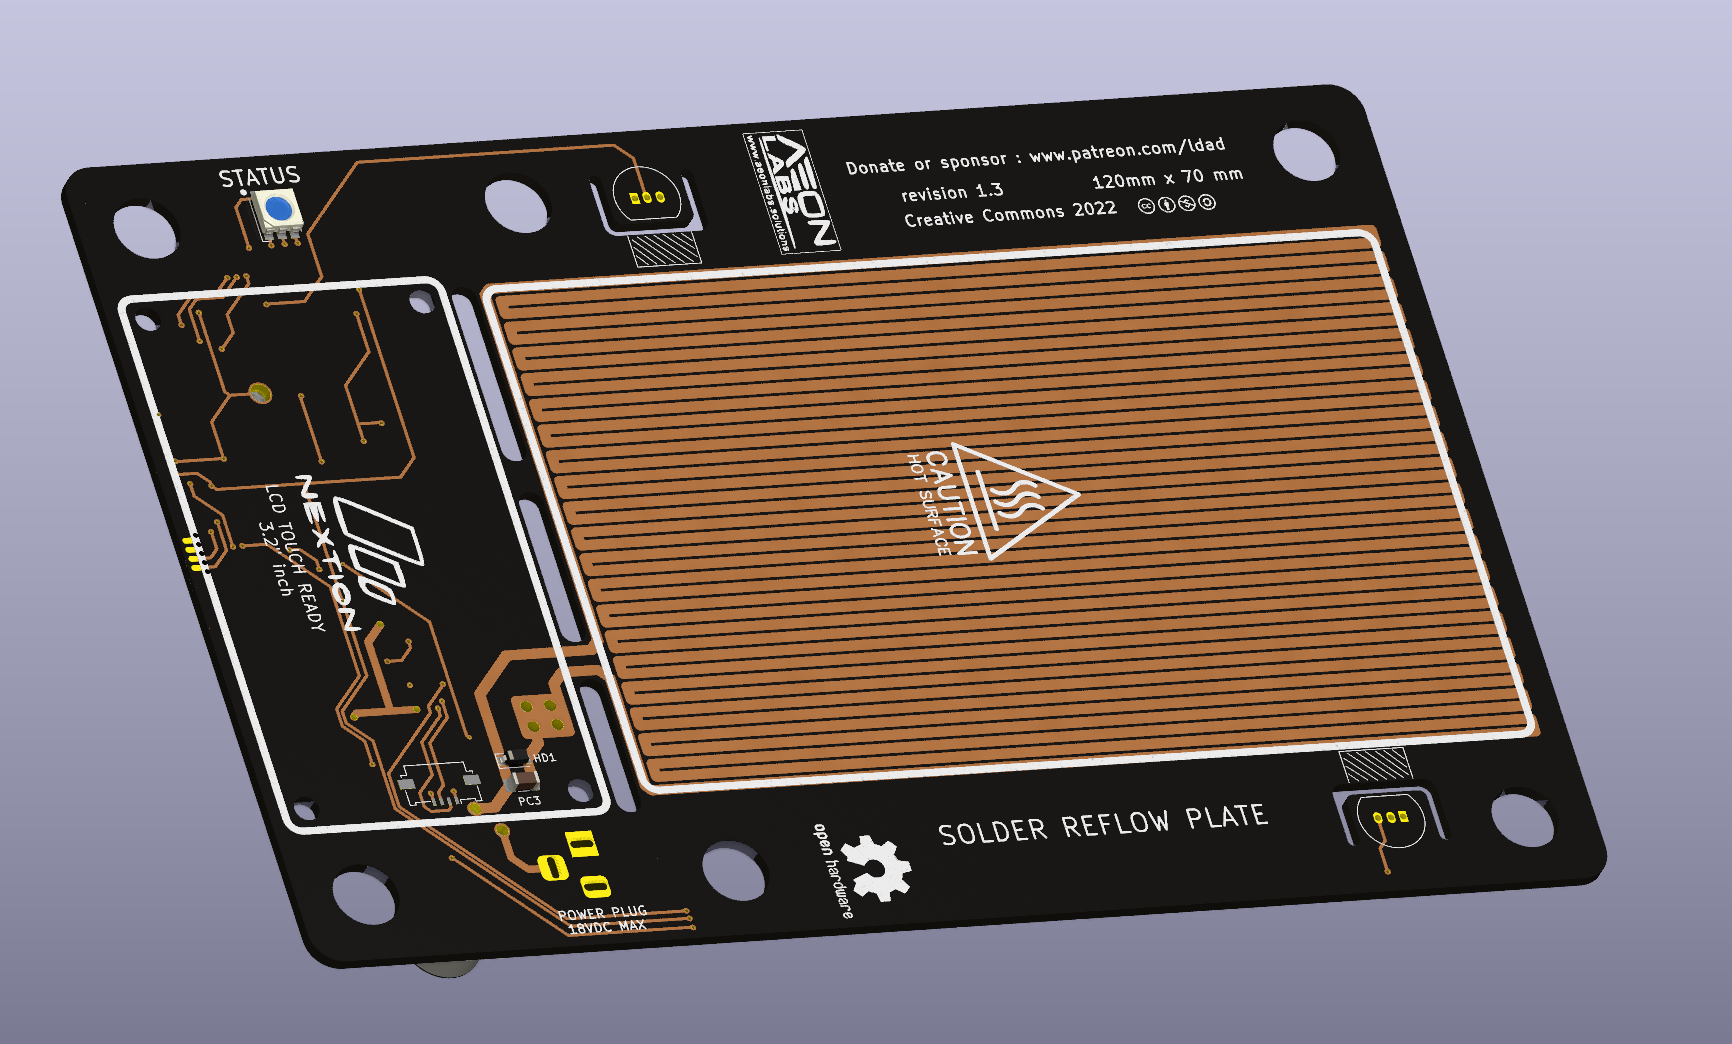 STATUS
AEON
LABS
www.aeonlabs.solutions
Donate or sponsor : www.patreon.com/ldad
revision 1.3
120mm x 70 mm
Creative Commons 2022
cc
NEXTION
LCD TOUCH READY
3.2" inch
CAUTION
HOT SURFACE
HD1
PC3
POWER PLUG
18VDC MAX
open hardware
SOLDER REFLOW PLATE